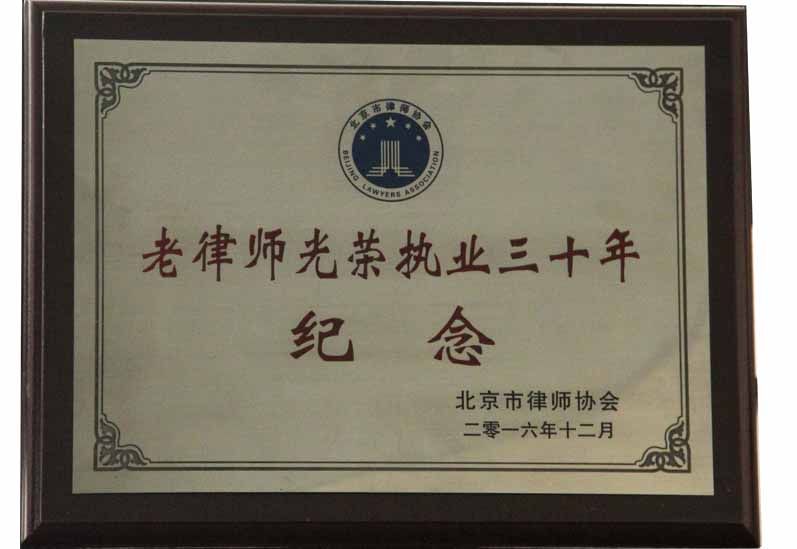 北京市律师协会
BEIJING LAWYERS ASSOCIATION
老律师光荣执业三十年
纪念
北京市律师协会
二零一六年十二月